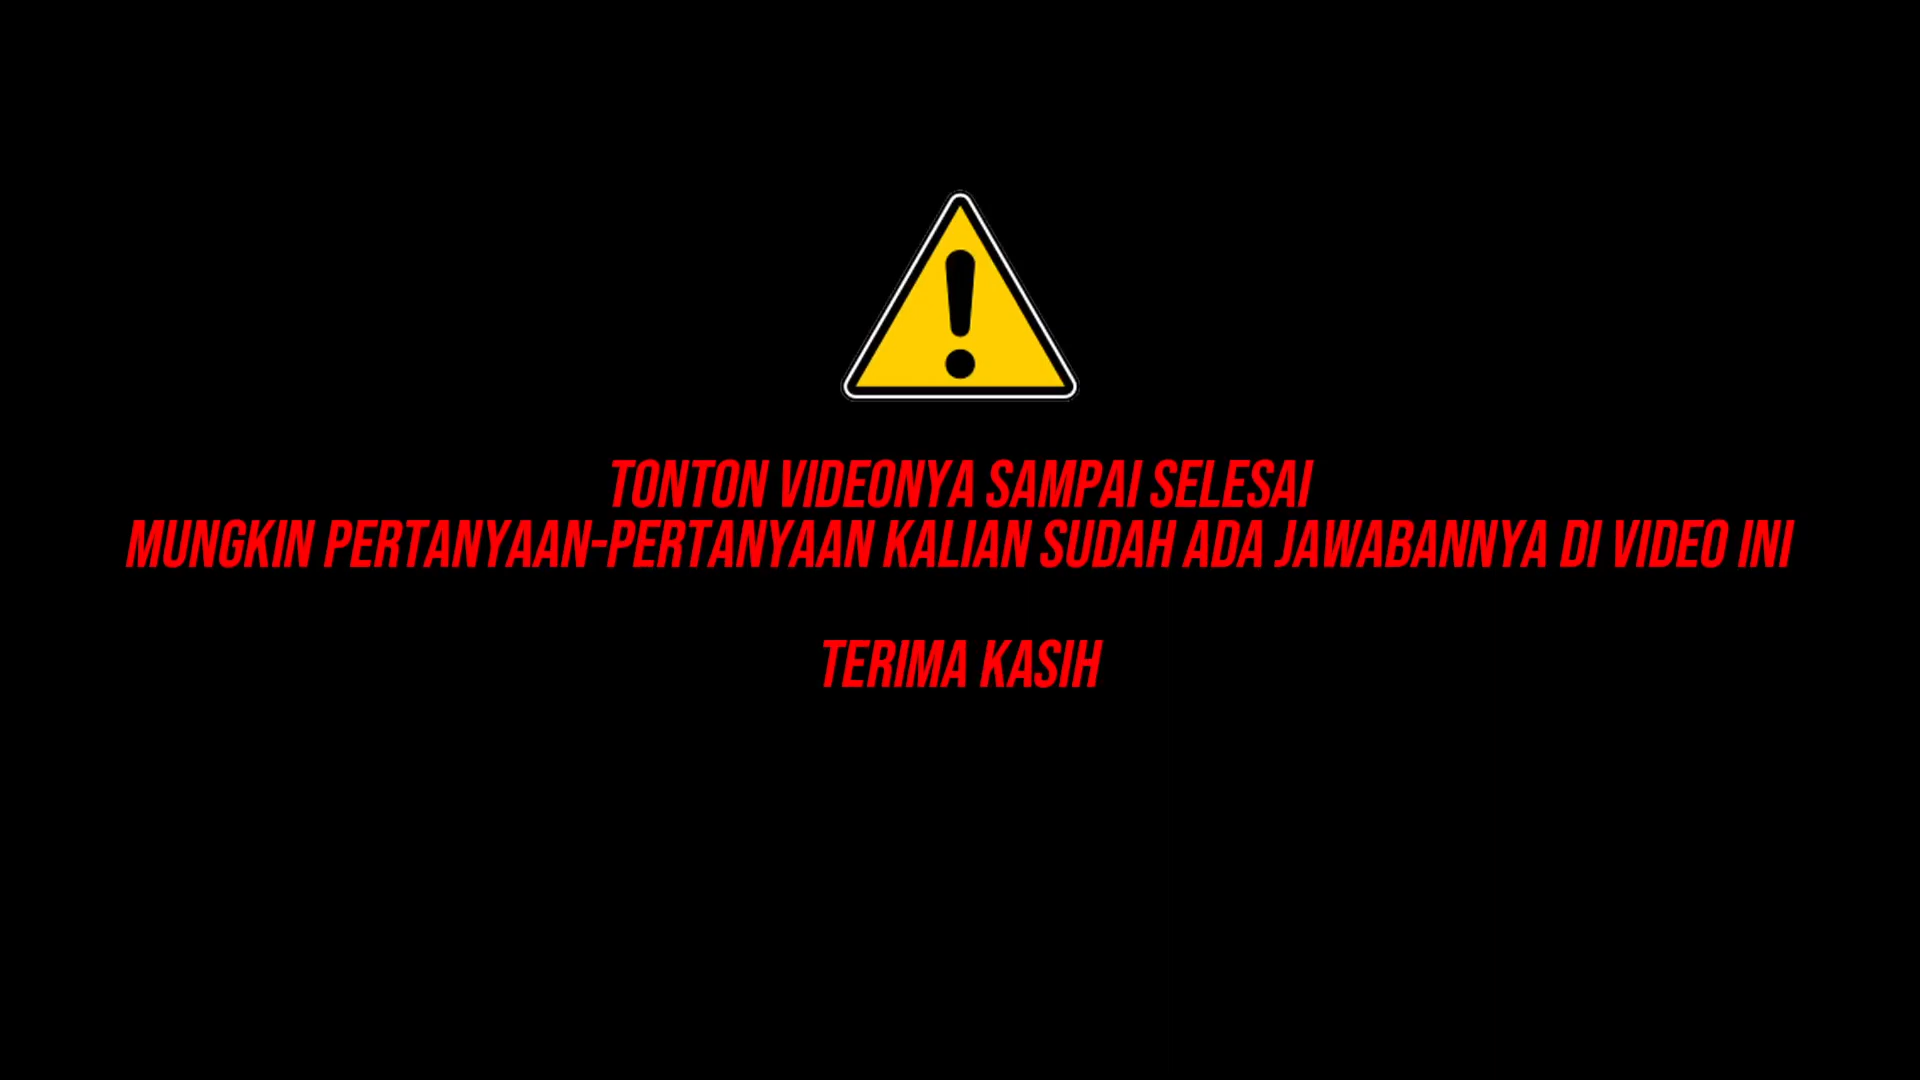 TONTON VIDEONYA SAMPAI SELESAI
MUNGKIN PERTANYAAN-PERTANYAAN KALIAN SUDAH ADA JAWABANNYA DI VIDEO INI
TERIMA KASIH